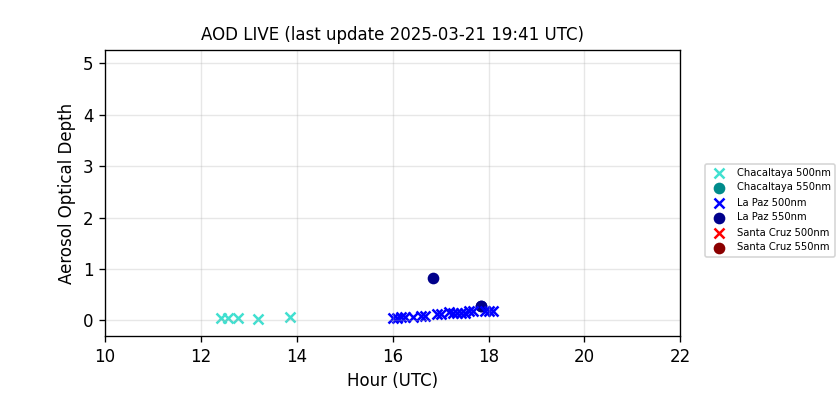 AOD LIVE (last update 2025-03-21 19:41 UTC)
Aerosol Optical Depth
5
4
3
2
1
0
10 12 14 16 18 20 22
Hour (UTC)
Chacaltaya 500nm
Chacaltaya 550nm
La Paz 500nm
La Paz 550nm
Santa Cruz 500nm
Santa Cruz 550nm